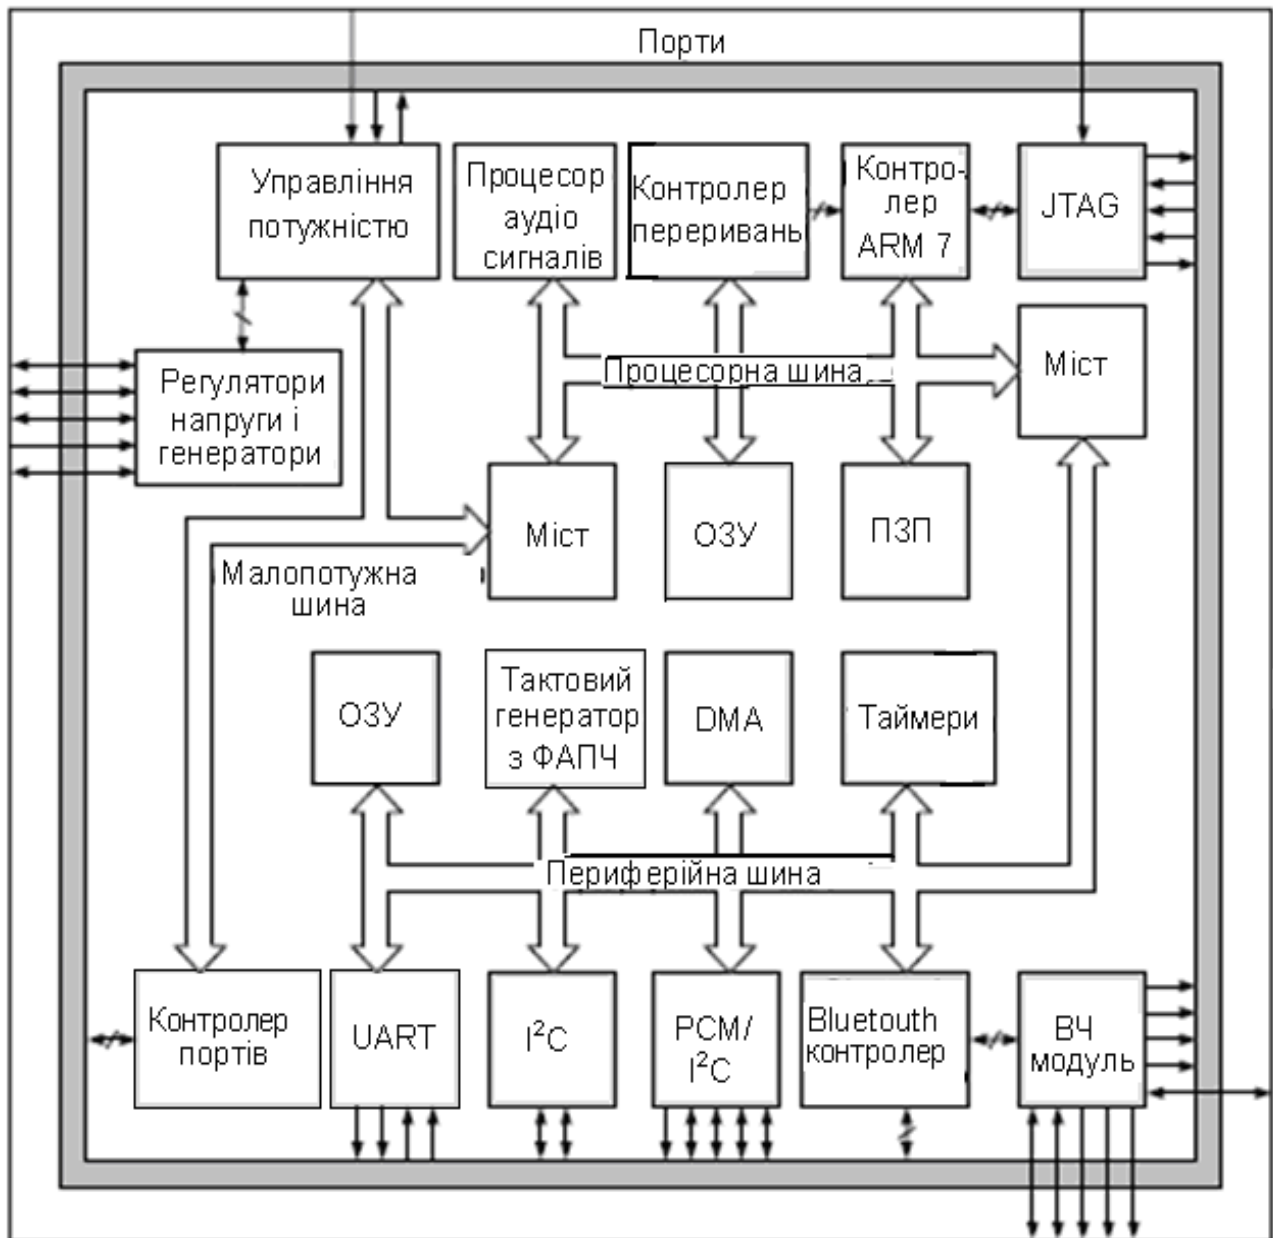 Порти
Управління
потужністю
Процесор
аудіо
сигналів
Контролер
переривань
Контро-
лер
ARM 7
JTAG
Регулятори
напруги і
генератори
Процесорна шина
Міст
Міст
ОЗУ
ПЗП
Малопотужна
шина
ОЗУ
Тактовий
генератор
з ФАПЧ
DMA
Таймери
Периферійна шина
Контролер
портів
UART
I²C
PCM/
I²C
Bluetouth
контролер
ВЧ
модуль